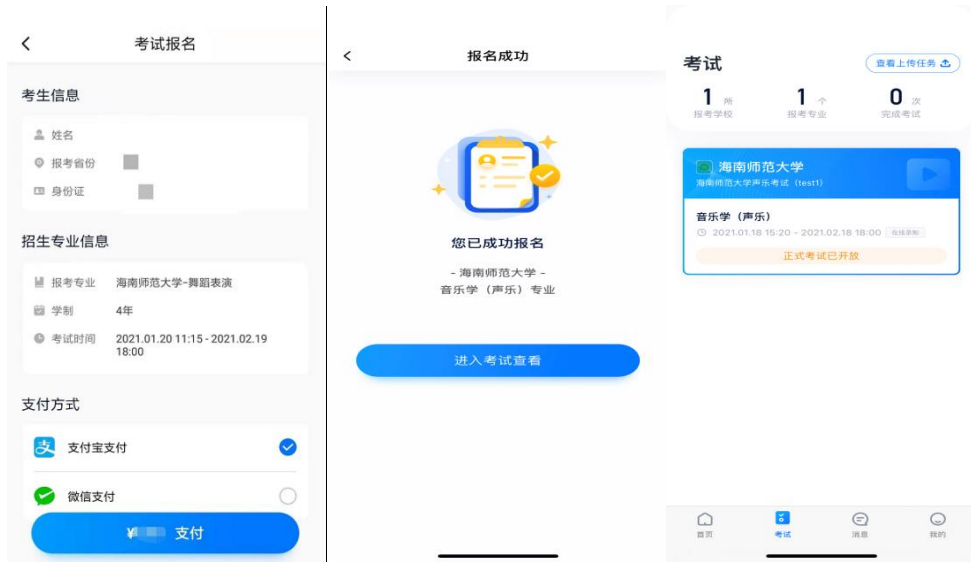 考试报名
考生信息
姓名
报考省份
身份证
招生专业信息
报考专业 海南师范大学-舞蹈表演
学制 4年
考试时间 2021.01.20 11:15 - 2021.02.19
18:00
支付方式
支付宝支付
微信支付
¥ 支付
报名成功
您已成功报名
- 海南师范大学 -
音乐学（声乐）专业
进入考试查看
考试
查看上传任务
1 所
报考学校
1 个
报考专业
0 次
完成考试
海南师范大学
海南师范大学声乐考试（test1）
音乐学（声乐）
2021.01.18 15:20 - 2021.02.18 18:00 在线录制
正式考试已开放
首页
考试
消息
我的